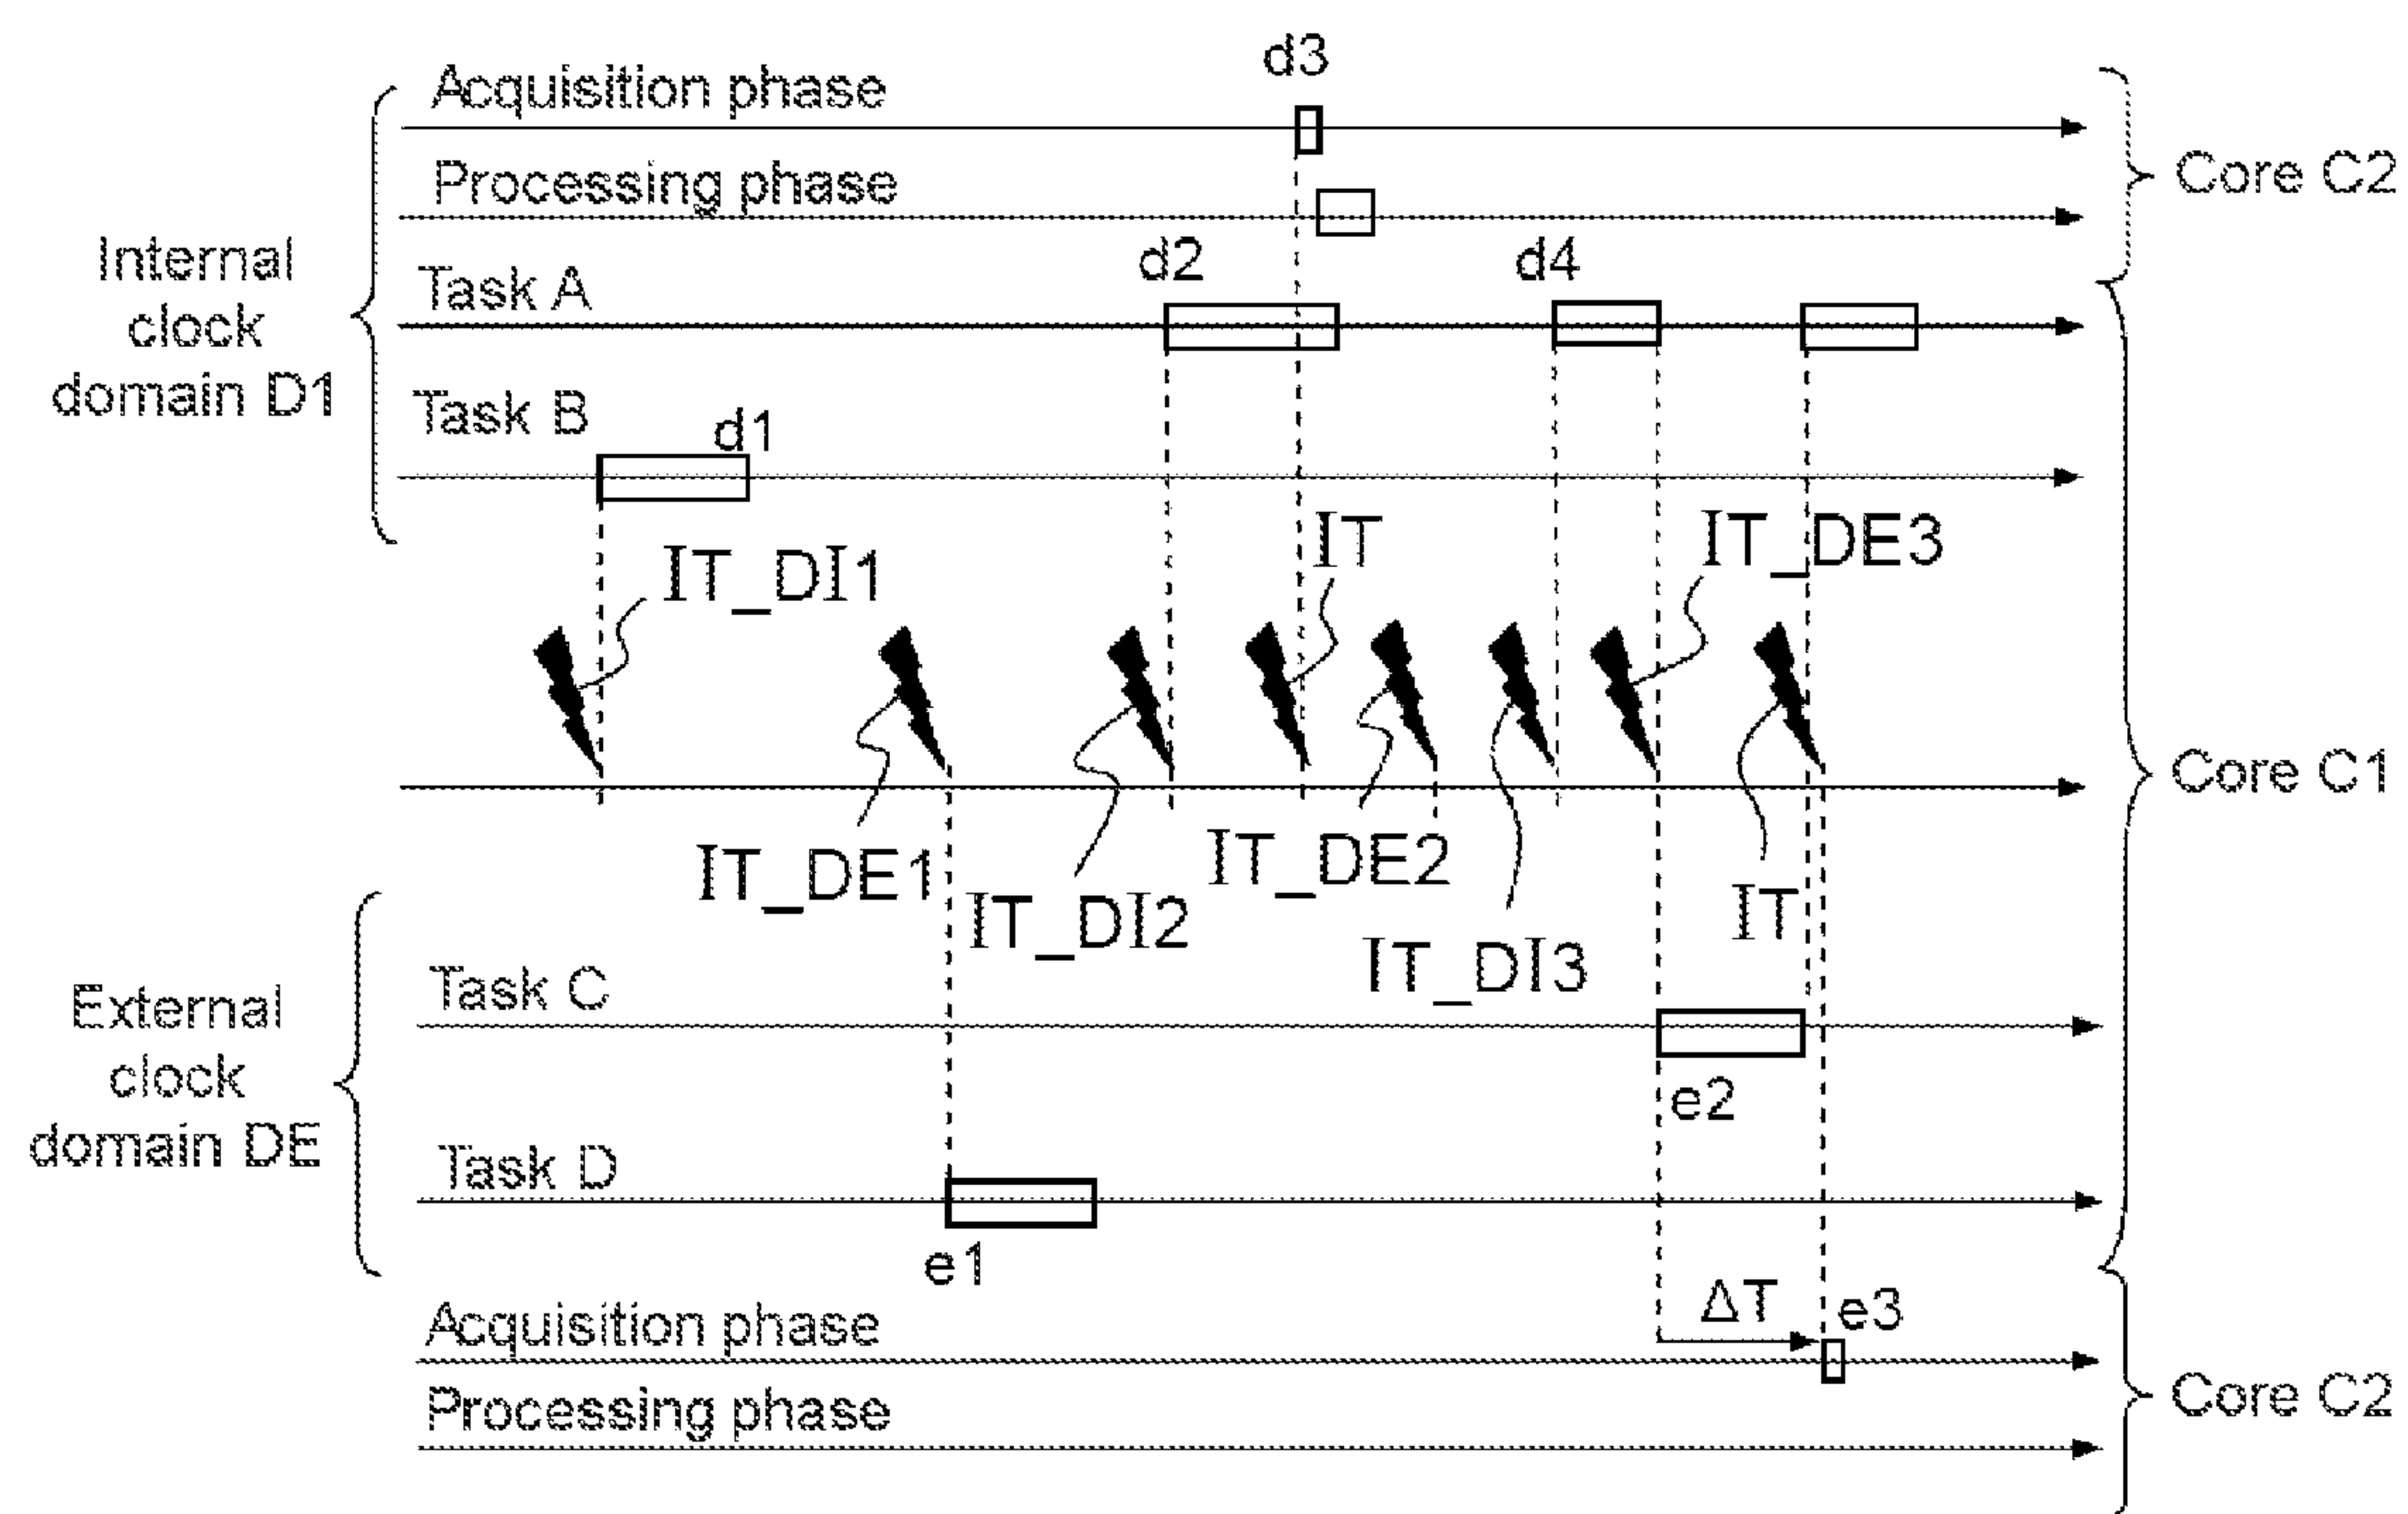 d3
Acquisition phase
Processing phase
Core C2
Internal
clock
domain D1
Task A
d2
d4
Task B
d1
IT_DI1
IT
IT_DE3
Core C1
IT_DE1
IT_DI2
IT_DE2
IT_DI3
IT
External
clock
domain DE
Task C
e2
Task D
e1
ΔT
e3
Acquisition phase
Processing phase
Core C2